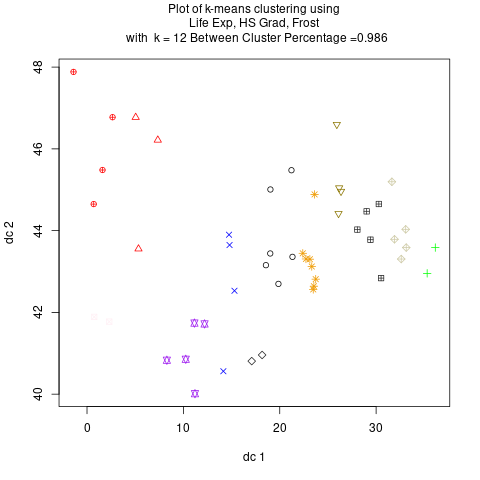 Plot of k-means clustering using
Life Exp, HS Grad, Frost
with k = 12 Between Cluster Percentage =0.986
48
46
44
42
40
dc 2
0 10 20 30
dc 1